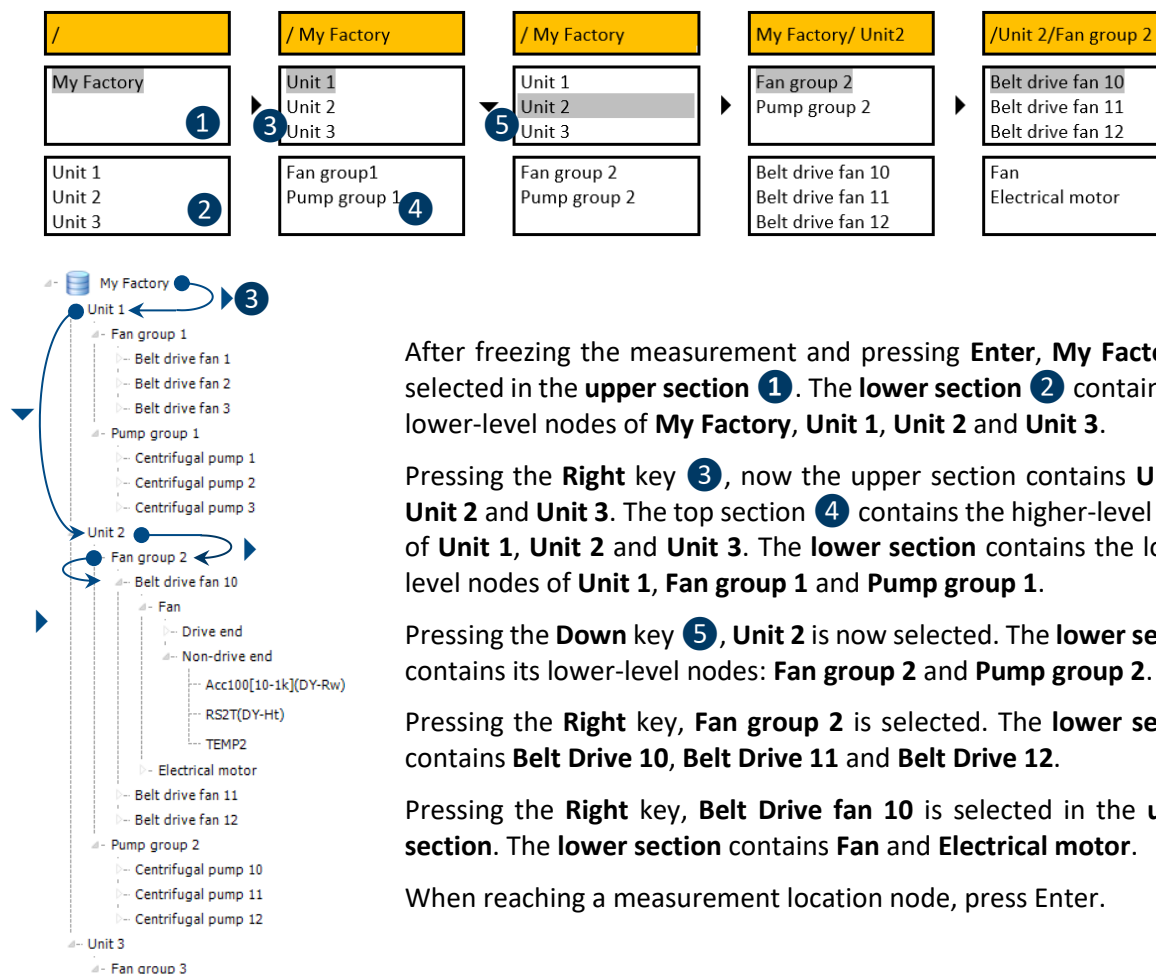 /
My Factory
1
Unit 1
Unit 2
2
Unit 3
/ My Factory
Unit 1
Unit 2
3
Unit 3
Fan group1
Pump group 1
4
/ My Factory
Unit 1
Unit 2
5
Unit 3
Fan group 2
Pump group 2
My Factory/ Unit2
Fan group 2
Pump group 2
Belt drive fan 10
Belt drive fan 11
Belt drive fan 12
/Unit 2/Fan group 2
Belt drive fan 10
Belt drive fan 11
Belt drive fan 12
Fan
Electrical motor
My Factory
3
Unit 1
Fan group 1
Belt drive fan 1
Belt drive fan 2
Belt drive fan 3
Pump group 1
Centrifugal pump 1
Centrifugal pump 2
Centrifugal pump 3
Unit 2
Fan group 2
Belt drive fan 10
Fan
Drive end
Non-drive end
Acc100[10-1k](DY-Rw)
RS2T(DY-Ht)
TEMP2
Electrical motor
Belt drive fan 11
Belt drive fan 12
Pump group 2
Centrifugal pump 10
Centrifugal pump 11
Centrifugal pump 12
Unit 3
Fan group 3
After freezing the measurement and pressing Enter, My
selected in the upper section 1. The lower section 2
lower-level nodes of My Factory, Unit 1, Unit 2 and Unit 3.
Pressing the Right key 3, now the upper section contains
Unit 2 and Unit 3. The top section 4 contains the higher-level
of Unit 1, Unit 2 and Unit 3. The lower section contains the
level nodes of Unit 1, Fan group 1 and Pump group 1.
Pressing the Down key 5, Unit 2 is now selected. The lower
contains its lower-level nodes: Fan group 2 and Pump group 2.
Pressing the Right key, Fan group 2 is selected. The lower
contains Belt Drive 10, Belt Drive 11 and Belt Drive 12.
Pressing the Right key, Belt Drive fan 10 is selected in the
section. The lower section contains Fan and Electrical motor.
When reaching a measurement location node, press Enter.